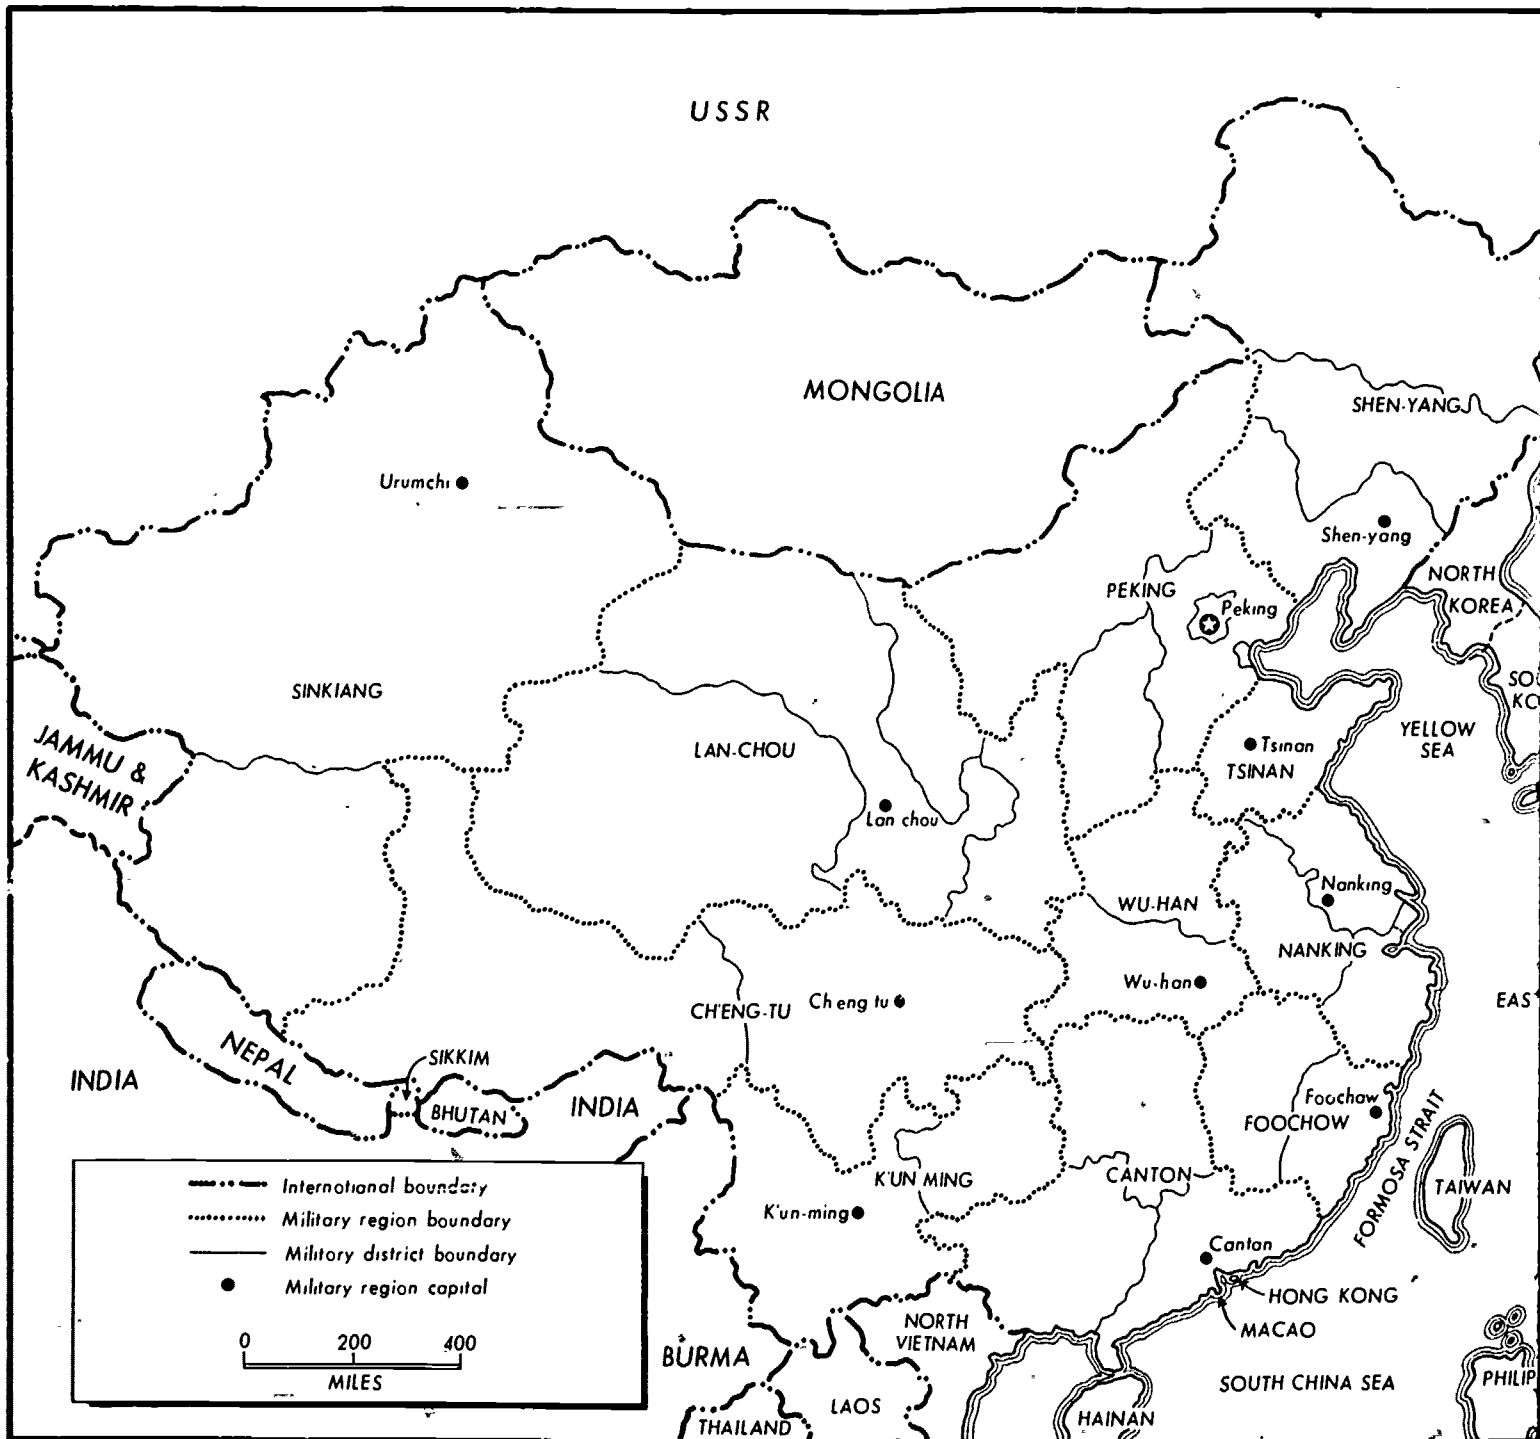 USSR
MONGOLIA
SHEN-YANG
Urumchi
Shen-yang
NORTH
KOREA
PEKING
Peking
SINKIANG
YELLOW
SEA
JAMMU &
KASHMIR
LAN-CHOU
Tsinan
TSINAN
Lan chou
Nanking
WU-HAN
NANKING
Wu-han
CH'ENG-TU
Ch eng tu
EAS
NEPAL
SIKKIM
INDIA
BHUTAN
INDIA
Foochow
FOOCHOW
FORMOSA STRAIT
K'UN MING
CANTON
TAIWAN
K'un-ming
Canton
HONG KONG
MACAO
NORTH
VIETNAM
BURMA
LAOS
THAILAND
HAINAN
SOUTH CHINA SEA
PHILIP
SOU
KO
International boundary
Military region boundary
Military district boundary
Military region capital
0 200 400
MILES